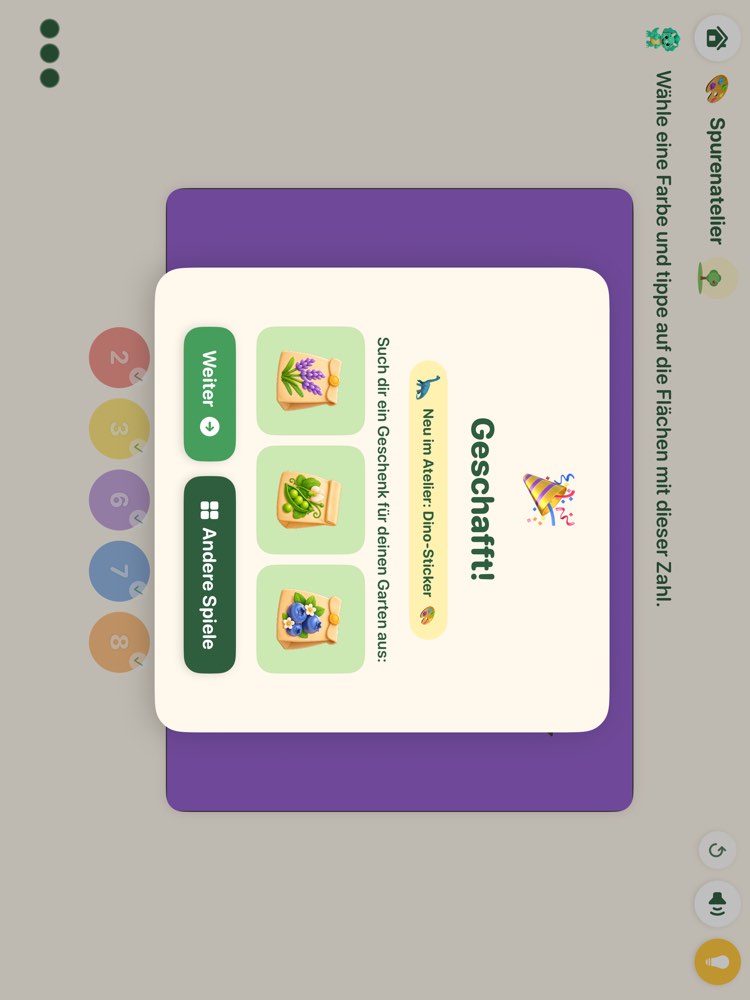 Spurenatelier
Wähle eine Farbe und tippe auf die Flächen mit dieser Zahl.
Geschafft!
Neu im Atelier: Dino-Sticker
Such dir ein Geschenk für deinen Garten aus:
Weiter
Andere Spiele
2
3
6
7
8